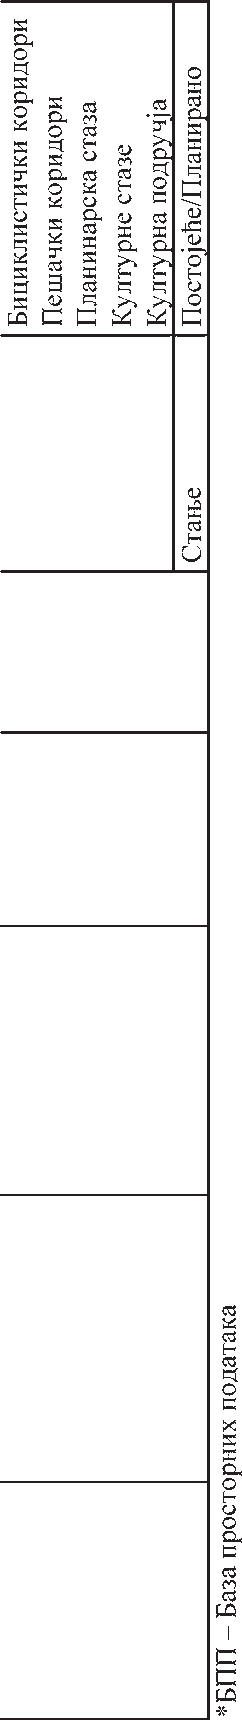 Бициклистички коридори
Пешачки коридори
Планинарска стаза
Културне стазе
Културна подручја
Стање
Постојеће/Планирано
*БПП – База просторних података